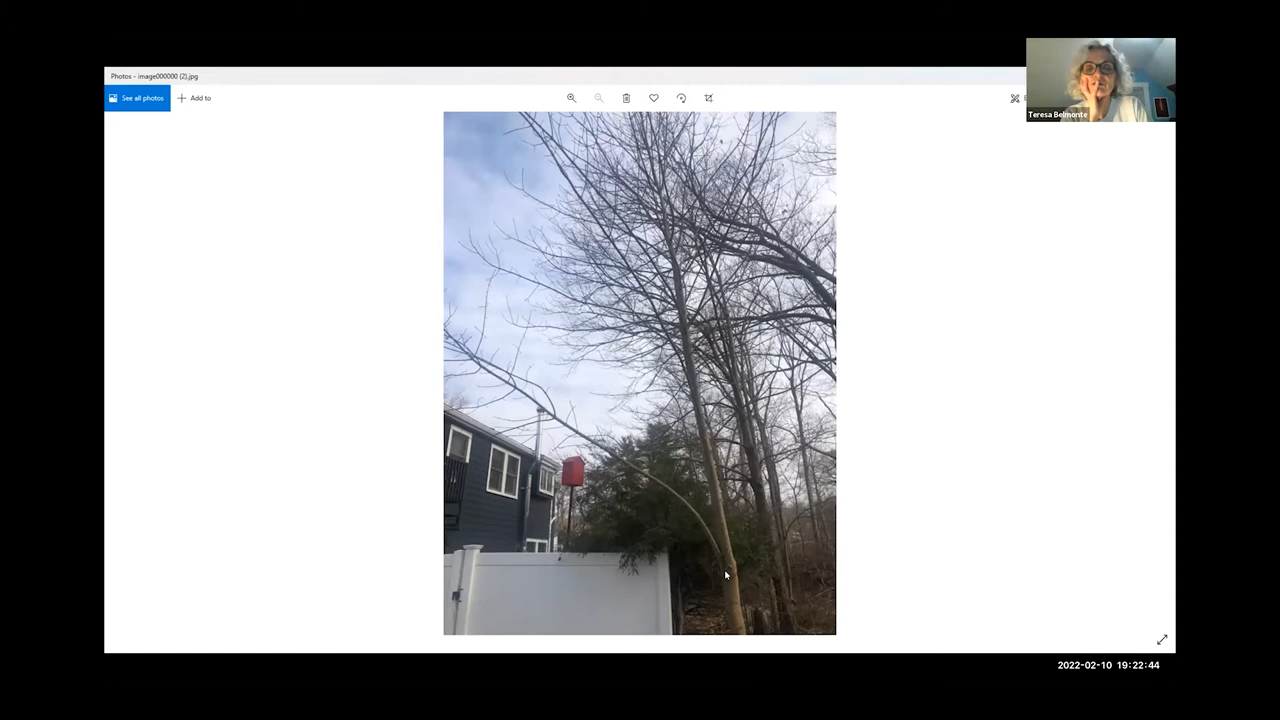 Photos - image000000 (2).jpg
See all photos
Add to
Teresa Belmonte
2022-02-10 19:22:44